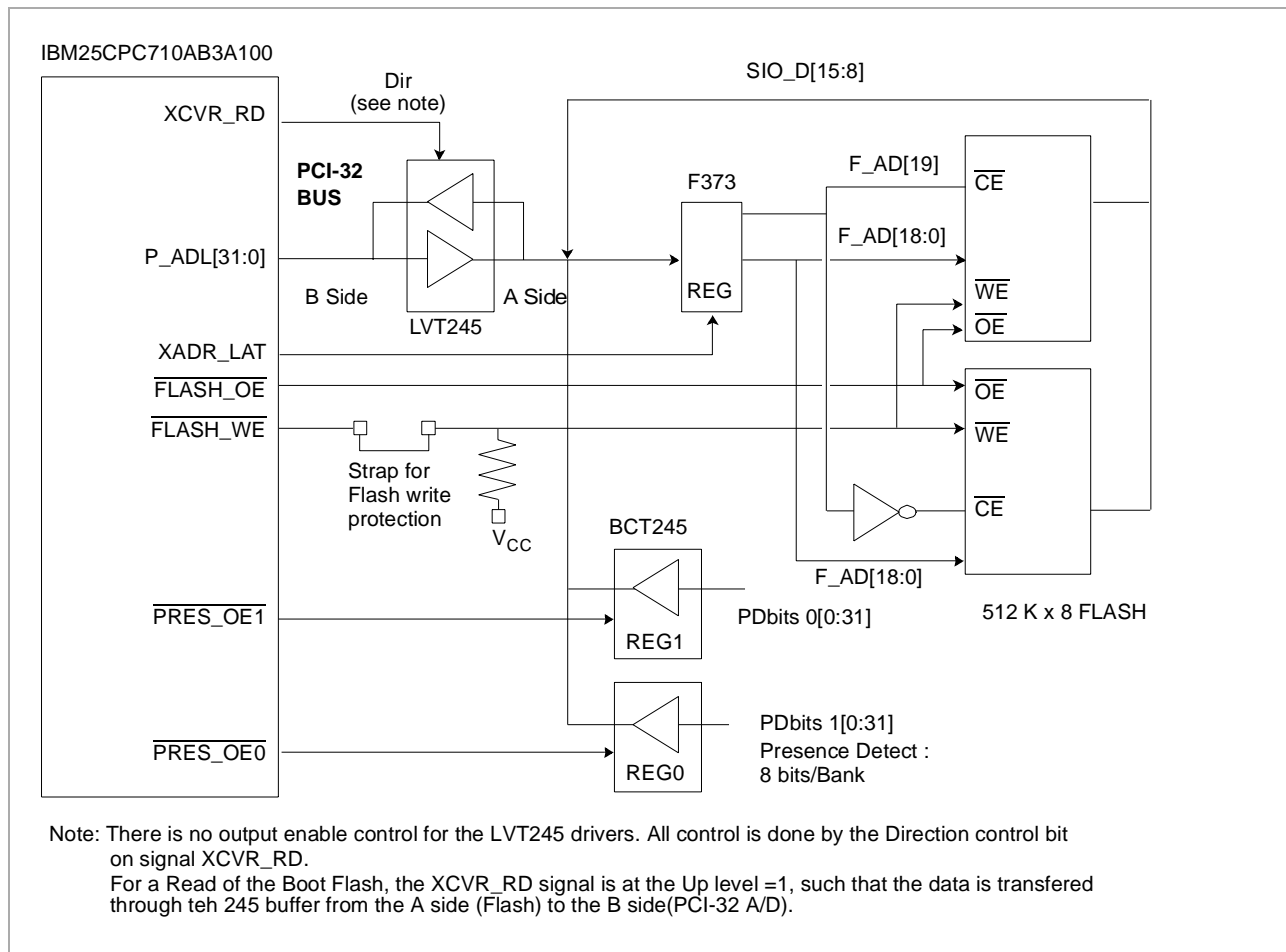 IBM25CPC710AB3A100
Dir
(see note)
SIO_D[15:8]
XCVR_RD
PCI-32
BUS
F373
F_AD[19]
CE
P_ADL[31:0]
F_AD[18:0]
B Side
A Side
REG
WE
LVT245
OE
XADR_LAT
FLASH_OE
OE
FLASH_WE
WE
Strap for
Flash write
protection
VCC
BCT245
CE
F_AD[18:0]
PRES_OE1
REG1
PDbits 0[0:31]
512 K x 8 FLASH
PRES_OE0
REG0
PDbits 1[0:31]
Presence Detect :
8 bits/Bank
Note: There is no output enable control for the LVT245 drivers. All control is done by the Direction control bit
on signal XCVR_RD.
For a Read of the Boot Flash, the XCVR_RD signal is at the Up level =1, such that the data is transfered
through teh 245 buffer from the A side (Flash) to the B side(PCI-32 A/D).